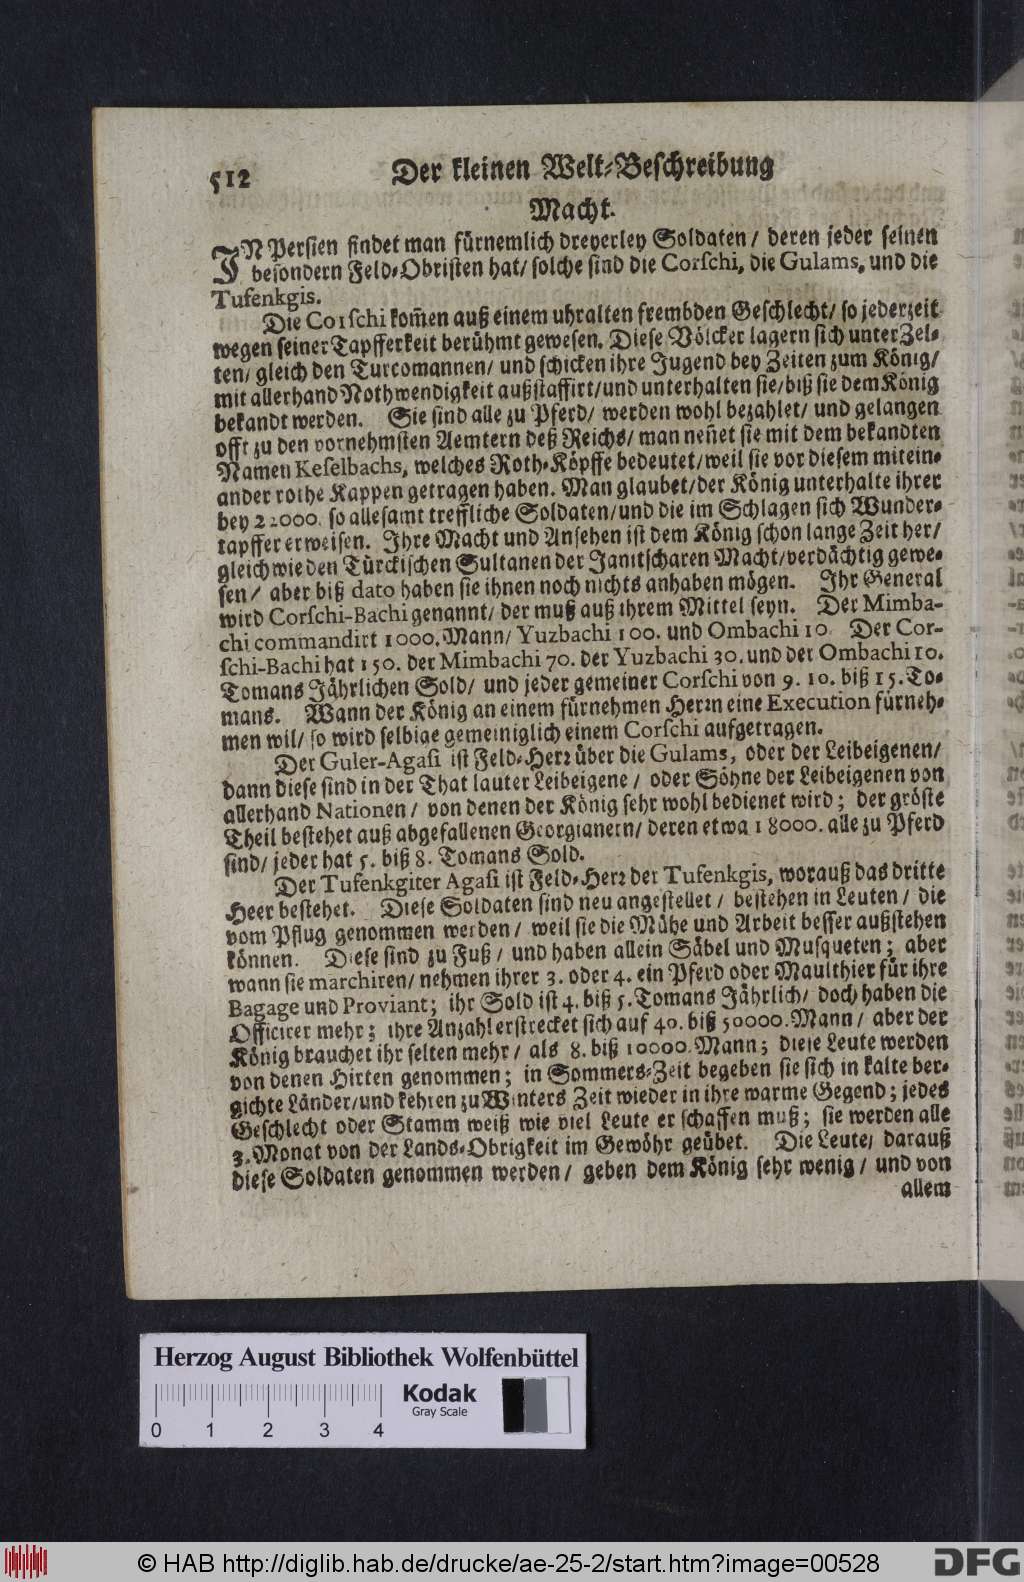 512 Der kleinen Welt-Beschreibung
Macht.
IN Persien findet man fürnemlich dreyerley Soldaten / deren jeder seinen
besondern Feld-Obristen hat / solche sind die Corſchi, die Gulams, und die
Tufenkgis.
Die Corſchi kom̃en auß einem uhralten frembden Geschlecht / so jederzeit
wegen seiner Tapfferkeit berühmt gewesen. Diese Völcker lagern sich unter Zel-
ten / gleich den Turcomannen / und schicken ihre Jugend bey Zeiten zum König /
mit allerhand Nothwendigkeit außstaffirt / und unterhalten sie / biß sie dem König
bekandt werden. Sie sind alle zu Pferd / werden wohl bezahlet / und gelangen
offt zu den vornehmsten Aemtern deß Reichs / man neñet sie mit dem bekandten
Namen Keſelbachs, welches Roth-Köpffe bedeutet / weil sie vor diesem mitein-
ander rothe Kappen getragen haben. Man glaubet / der König unterhalte ihrer
bey 22000. so allesamt treffliche Soldaten / und die im Schlagen sich Wunder-
tapffer erweisen. Ihre Macht und Ansehen ist dem König schon lange Zeit her /
gleich wie den Türckischen Sultanen der Janitscharen Macht / verdächtig gewe-
sen / aber biß dato haben sie ihnen noch nichts anhaben mögen. Ihr General
wird Corſchi-Bachi genannt / der muß auß ihrem Mittel seyn. Der Mimba-
chi commandirt 1000. Mann / Yuzbachi 100. und Ombachi 10 Der Cor-
ſchi-Bachi hat 150. der Mimbachi 70. der Yuzbachi 30. und der Ombachi 10.
Tomans Jährlichen Sold / und jeder gemeiner Corſchi von 9. 10. biß 15. To-
mans. Wann der König an einem fürnehmen Herrn eine Execution fürneh-
men wil / so wird selbige gemeiniglich einem Corſchi aufgetragen.
Der Guler-Agaſi ist Feld-Herr über die Gulams, oder der Leibeigenen /
dann diese sind in der That lauter Leibeigene / oder Söhne der Leibeigenen von
allerhand Nationen / von denen der König sehr wohl bedienet wird ; der gröste
Theil bestehet auß abgefallenen Georgianern / deren etwa 18000. alle zu Pferd
sind / jeder hat 5. biß 8. Tomans Sold.
Der Tufenkgiter Agaſi ist Feld-Herr der Tufenkgis, worauß das dritte
Heer bestehet. Diese Soldaten sind neu angestellet / bestehen in Leuten / die
vom Pflug genommen werden / weil sie die Mühe und Arbeit besser außstehen
können. Diese sind zu Fuß / und haben allein Säbel und Musqueten ; aber
wann sie marchiren / nehmen ihrer 3. oder 4. ein Pferd oder Maulthier für ihre
Bagage und Proviant ; ihr Sold ist 4. biß 5. Tomans Jährlich / doch haben die
Officirer mehr ; ihre Anzahl erstrecket sich auf 40. biß 50000. Mann / aber der
König brauchet ihr selten mehr / als 8. biß 10000. Mann ; diese Leute werden
von denen Hirten genommen ; in Sommers-Zeit begeben sie sich in kalte ber-
gichte Länder / und kehren zu Winters Zeit wieder in ihre warme Gegend ; jedes
Geschlecht oder Stamm weiß wie viel Leute er schaffen muß ; sie werden alle
3. Monat von der Lands-Obrigkeit im Gewöhr geübet. Die Leute / darauß
diese Soldaten genommen werden / geben dem König sehr wenig / und von
allem
Herzog August Bibliothek Wolfenbüttel
Kodak
Gray Scale
0 1 2 3 4
© HAB http://diglib.hab.de/drucke/ae-25-2/start.htm?image=00528
DFG